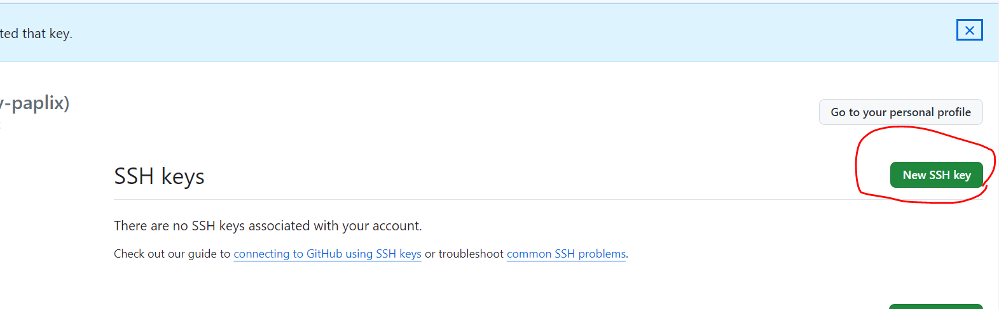 ted that key.
y-paplix)
Go to your personal profile
SSH keys
New SSH key
There are no SSH keys associated with your account.
Check out our guide to connecting to GitHub using SSH keys or troubleshoot common SSH problems.